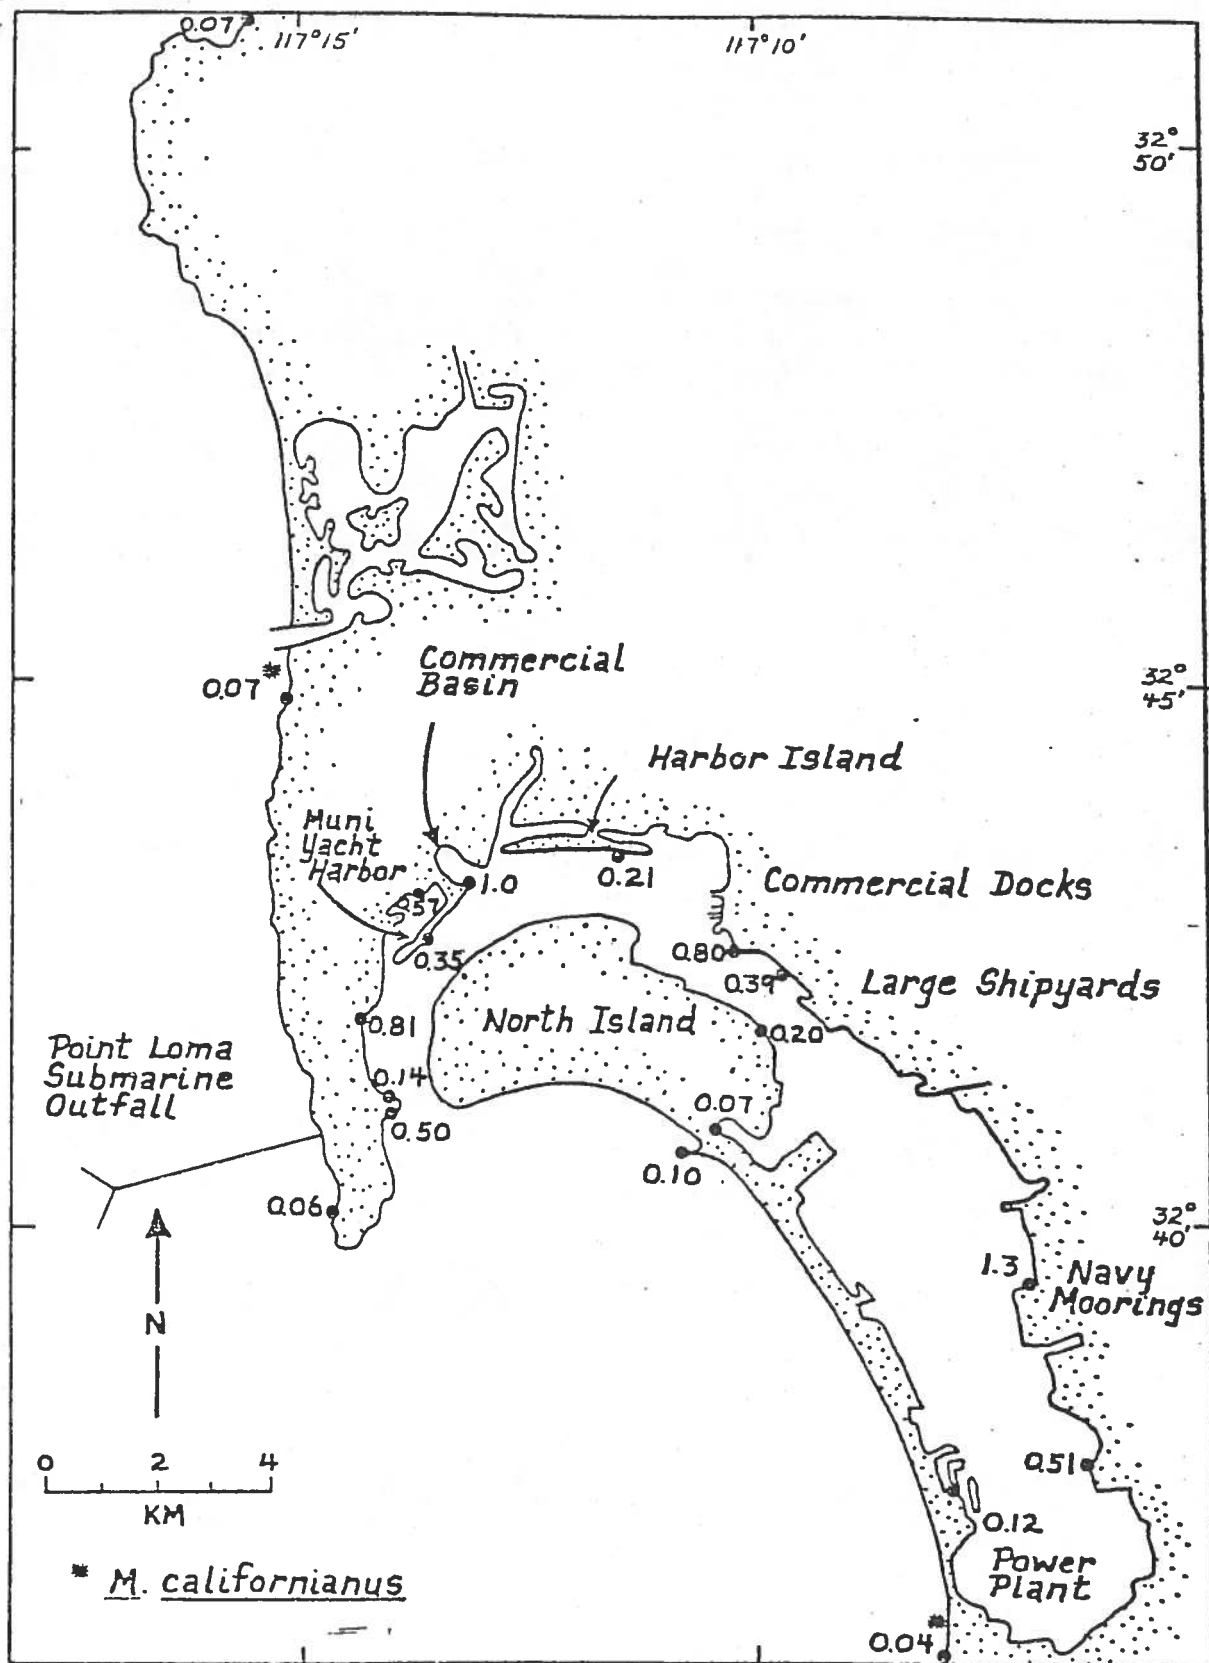 0.07
117°15'
117°10'
32°
50'
Commercial
Basin
*
0.07
32°
45'
Harbor Island
Muni
Yacht
Harbor
0.57
1.0
0.21
Commercial Docks
0.35
0.80
0.39
Large Shipyards
North Island
0.81
0.20
Point Loma
Submarine
Outfall
0.14
0.50
0.07
0.10
0.06
32°
40'
1.3
Navy
Moorings
N
0 2 4
KM
0.51
0.12
Power
Plant
* M. californianus
*
0.04